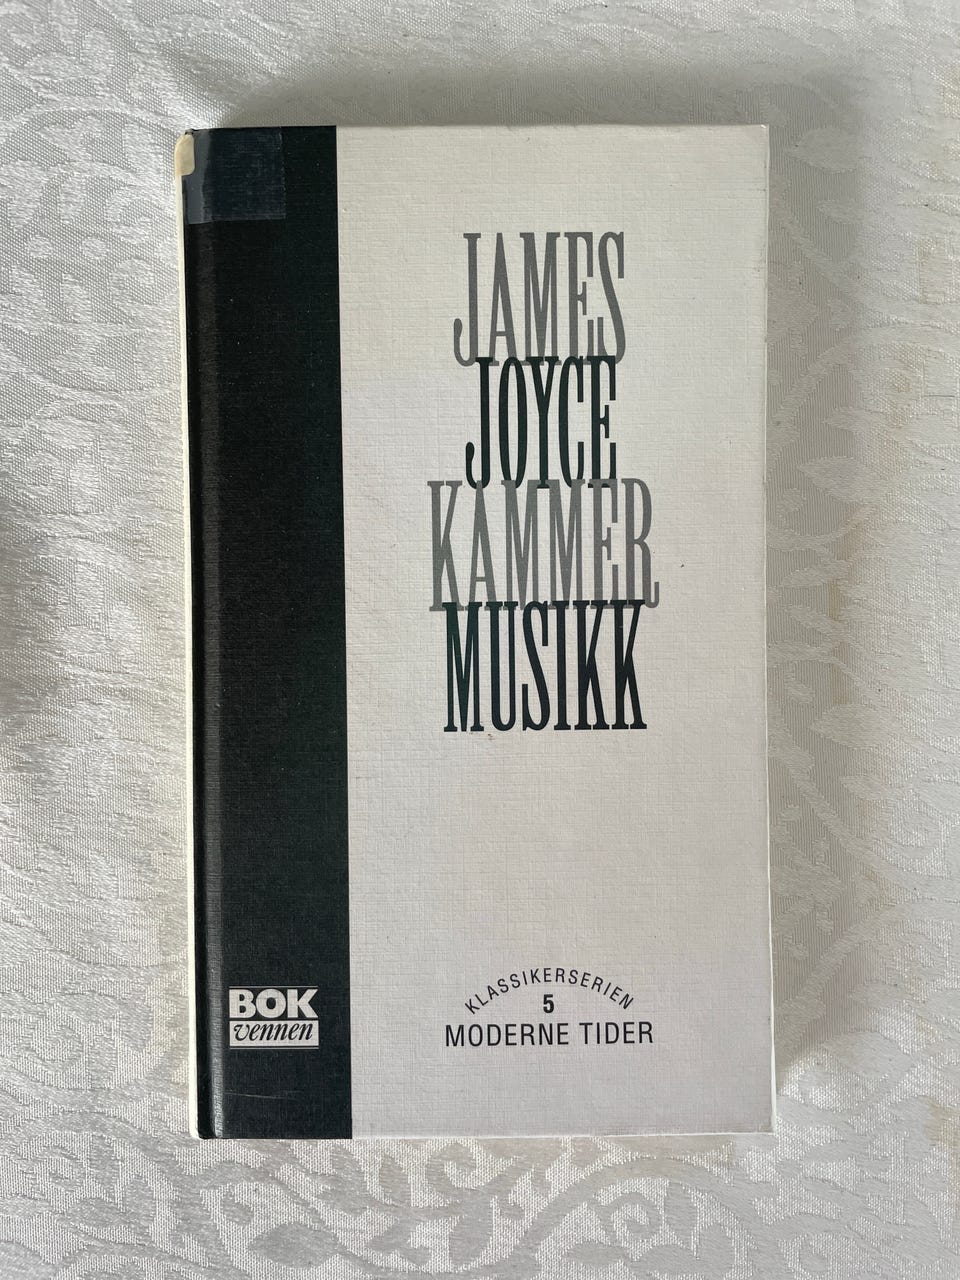 JAMES
JOYCE
KAMMER
MUSIKK
KLASSIKERSERIEN
5
MODERNE TIDER
BOK
vennen